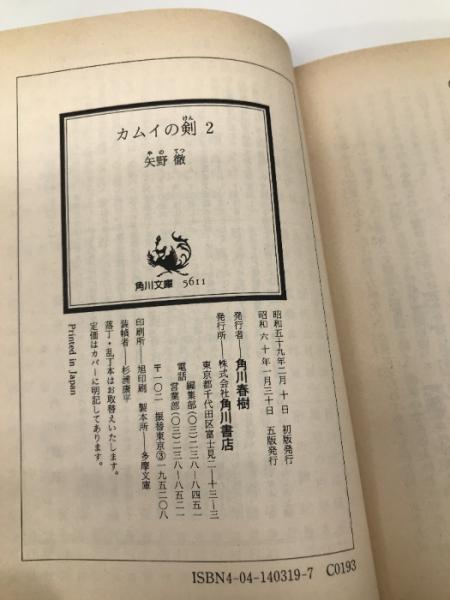 カムイの剣 2
けん
矢野 徹
やの てつ
角川文庫 5611
昭和五十九年二月 十 日 初版発行
昭和六十年一月三十日 五版発行
発行者――角川春樹
発行所――株式会社角川書店
東京都千代田区富士見二―十三―三
編集部(〇三)二三八―八四五一
電話
営業部(〇三)二三八―八五二一
〒一〇二 振替東京③一九五二〇八
印刷所――旭印刷 製本所――多摩文庫
装幀者――杉浦康平
落丁・乱丁本はお取替えいたします。
定価はカバーに明記してあります。
Printed in Japan
ISBN4-04-140319-7 C0193